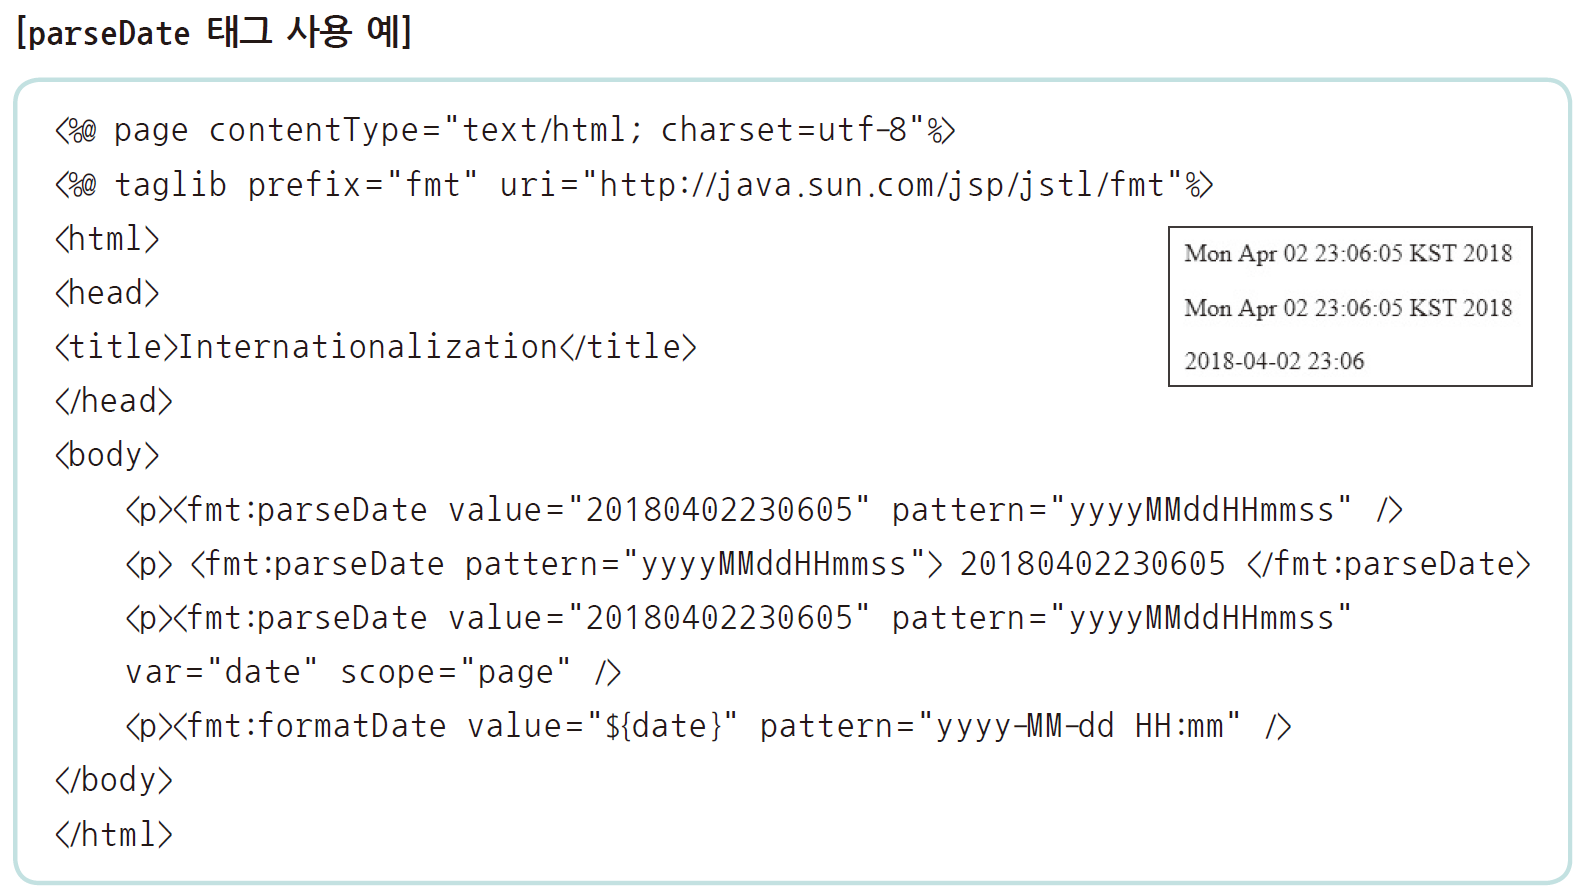 [parseDate 태그 사용 예]
<%@ page contentType="text/html; charset=utf-8"%>
<%@ taglib prefix="fmt" uri="http://java.sun.com/jsp/jstl/fmt"%>
<html>
<head>
<title>Internationalization</title>
</head>
<body>
<p><fmt:parseDate value="20180402230605" pattern="yyyyMMddHHmmss" />
<p> <fmt:parseDate pattern="yyyyMMddHHmmss"> 20180402230605 </fmt:parseDate>
<p><fmt:parseDate value="20180402230605" pattern="yyyyMMddHHmmss"
var="date" scope="page" />
<p><fmt:formatDate value="${date}" pattern="yyyy-MM-dd HH:mm" />
</body>
</html>
Mon Apr 02 23:06:05 KST 2018
Mon Apr 02 23:06:05 KST 2018
2018-04-02 23:06